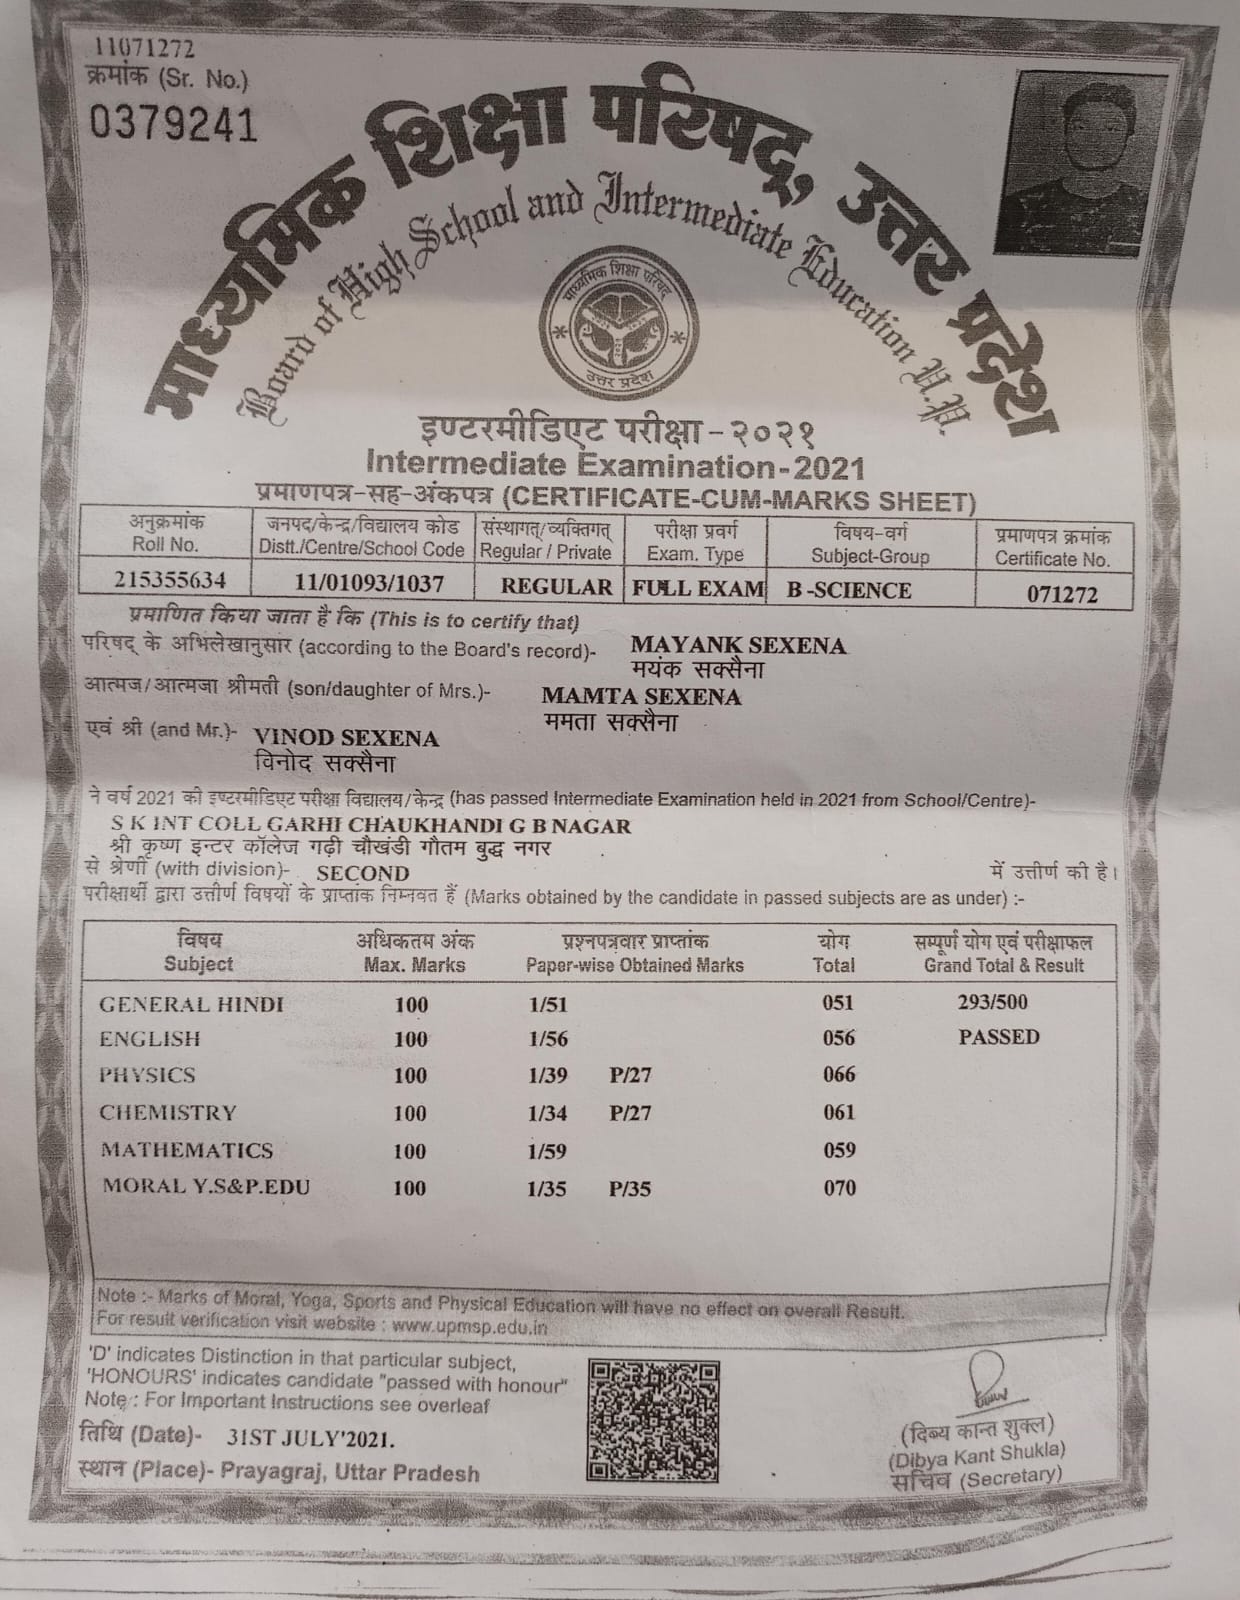 11071272
क्रमांक (Sr. No.)
0379241
माध्यमिक शिक्षा परिषद्, उत्तर प्रदेश
Board of High School and Intermediate Education U.P.
माध्यमिक शिक्षा परिषद
उत्तर प्रदेश
इण्टरमीडिएट परीक्षा - २०२१
Intermediate Examination-2021
प्रमाणपत्र-सह-अंकपत्र (CERTIFICATE-CUM-MARKS SHEET)
अनुक्रमांक जनपद/केन्द्र/विद्यालय कोड संस्थागत्/व्यक्तिगत् परीक्षा प्रवर्ग विषय-वर्ग प्रमाणपत्र क्रमांक
Roll No. Distt./Centre/School Code Regular / Private Exam. Type Subject-Group Certificate No.
215355634 11/01093/1037 REGULAR FULL EXAM B -SCIENCE 071272
प्रमाणित किया जाता है कि (This is to certify that)
परिषद् के अभिलेखानुसार (according to the Board's record)- MAYANK SEXENA
मयंक सक्सैना
आत्मज/आत्मजा श्रीमती (son/daughter of Mrs.)- MAMTA SEXENA
ममता सक्सैना
एवं श्री (and Mr.)- VINOD SEXENA
विनोद सक्सैना
ने वर्ष 2021 की इण्टरमीडिएट परीक्षा विद्यालय/केन्द्र (has passed Intermediate Examination held in 2021 from School/Centre)-
S K INT COLL GARHI CHAUKHANDI G B NAGAR
श्री कृष्ण इन्टर कॉलेज गढ़ी चौखंडी गौतम बुद्ध नगर
से श्रेणी (with division)- SECOND में उत्तीर्ण की है।
परीक्षार्थी द्वारा उत्तीर्ण विषयों के प्राप्तांक निम्नवत हैं (Marks obtained by the candidate in passed subjects are as under) :-
विषय अधिकतम अंक प्रश्नपत्रवार प्राप्तांक योग सम्पूर्ण योग एवं परीक्षाफल
Subject Max. Marks Paper-wise Obtained Marks Total Grand Total & Result
GENERAL HINDI 100 1/51 051 293/500
ENGLISH 100 1/56 056 PASSED
PHYSICS 100 1/39 P/27 066
CHEMISTRY 100 1/34 P/27 061
MATHEMATICS 100 1/59 059
MORAL Y.S&P.EDU 100 1/35 P/35 070
Note :- Marks of Moral, Yoga, Sports and Physical Education will have no effect on overall Result.
For result verification visit website : www.upmsp.edu.in
'D' indicates Distinction in that particular subject,
'HONOURS' indicates candidate "passed with honour"
Note : For Important Instructions see overleaf
तिथि (Date)- 31ST JULY'2021.
स्थान (Place)- Prayagraj, Uttar Pradesh
(दिब्य कान्त शुक्ल)
(Dibya Kant Shukla)
सचिव (Secretary)